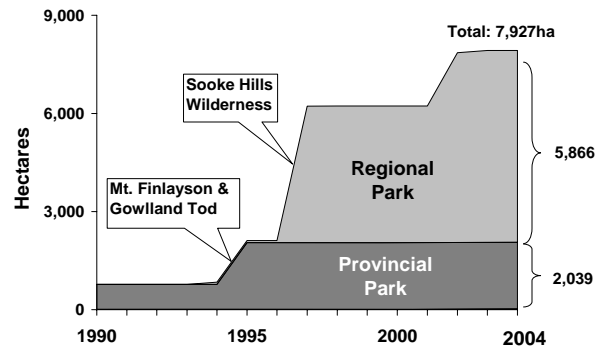 9,000
Total: 7,927ha
Sooke Hills
Wilderness
6,000
Hectares
Regional
Park
5,866
Mt. Finlayson &
Gowlland Tod
3,000
Provincial
Park
2,039
0
1990
1995
2000
2004